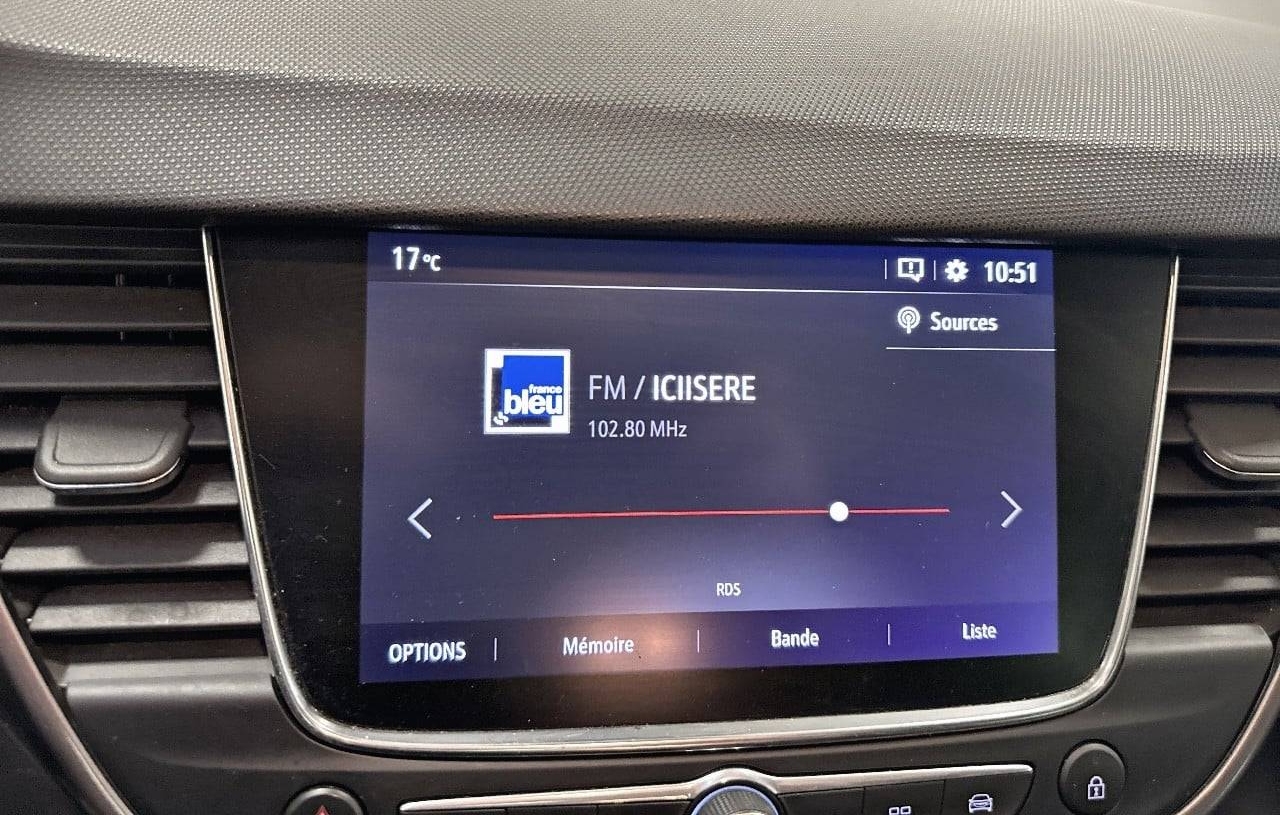 17°C
10:51
Sources
france
bleu
FM / ICIISERE
102.80 MHz
RDS
OPTIONS | Mémoire | Bande | Liste